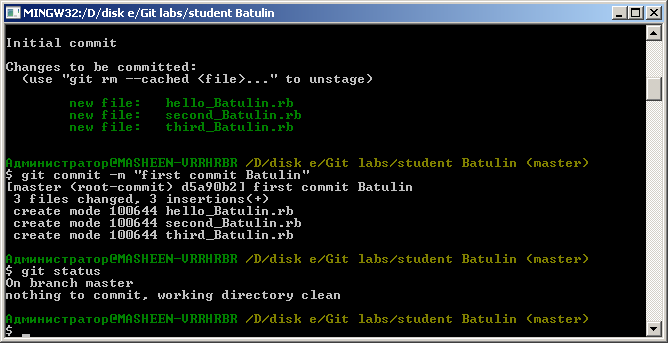 MINGW32:/D/disk e/Git labs/student Batulin
Initial commit
Changes to be committed:
  (use "git rm --cached <file>..." to unstage)
        new file:   hello_Batulin.rb
        new file:   second_Batulin.rb
        new file:   third_Batulin.rb
Администратор@MASHEEN-VRRHRBR /D/disk e/Git labs/student Batulin (master)
$ git commit -m "first commit Batulin"
[master (root-commit) d5a90b2] first commit Batulin
 3 files changed, 3 insertions(+)
 create mode 100644 hello_Batulin.rb
 create mode 100644 second_Batulin.rb
 create mode 100644 third_Batulin.rb
Администратор@MASHEEN-VRRHRBR /D/disk e/Git labs/student Batulin (master)
$ git status
On branch master
nothing to commit, working directory clean
Администратор@MASHEEN-VRRHRBR /D/disk e/Git labs/student Batulin (master)
$ _